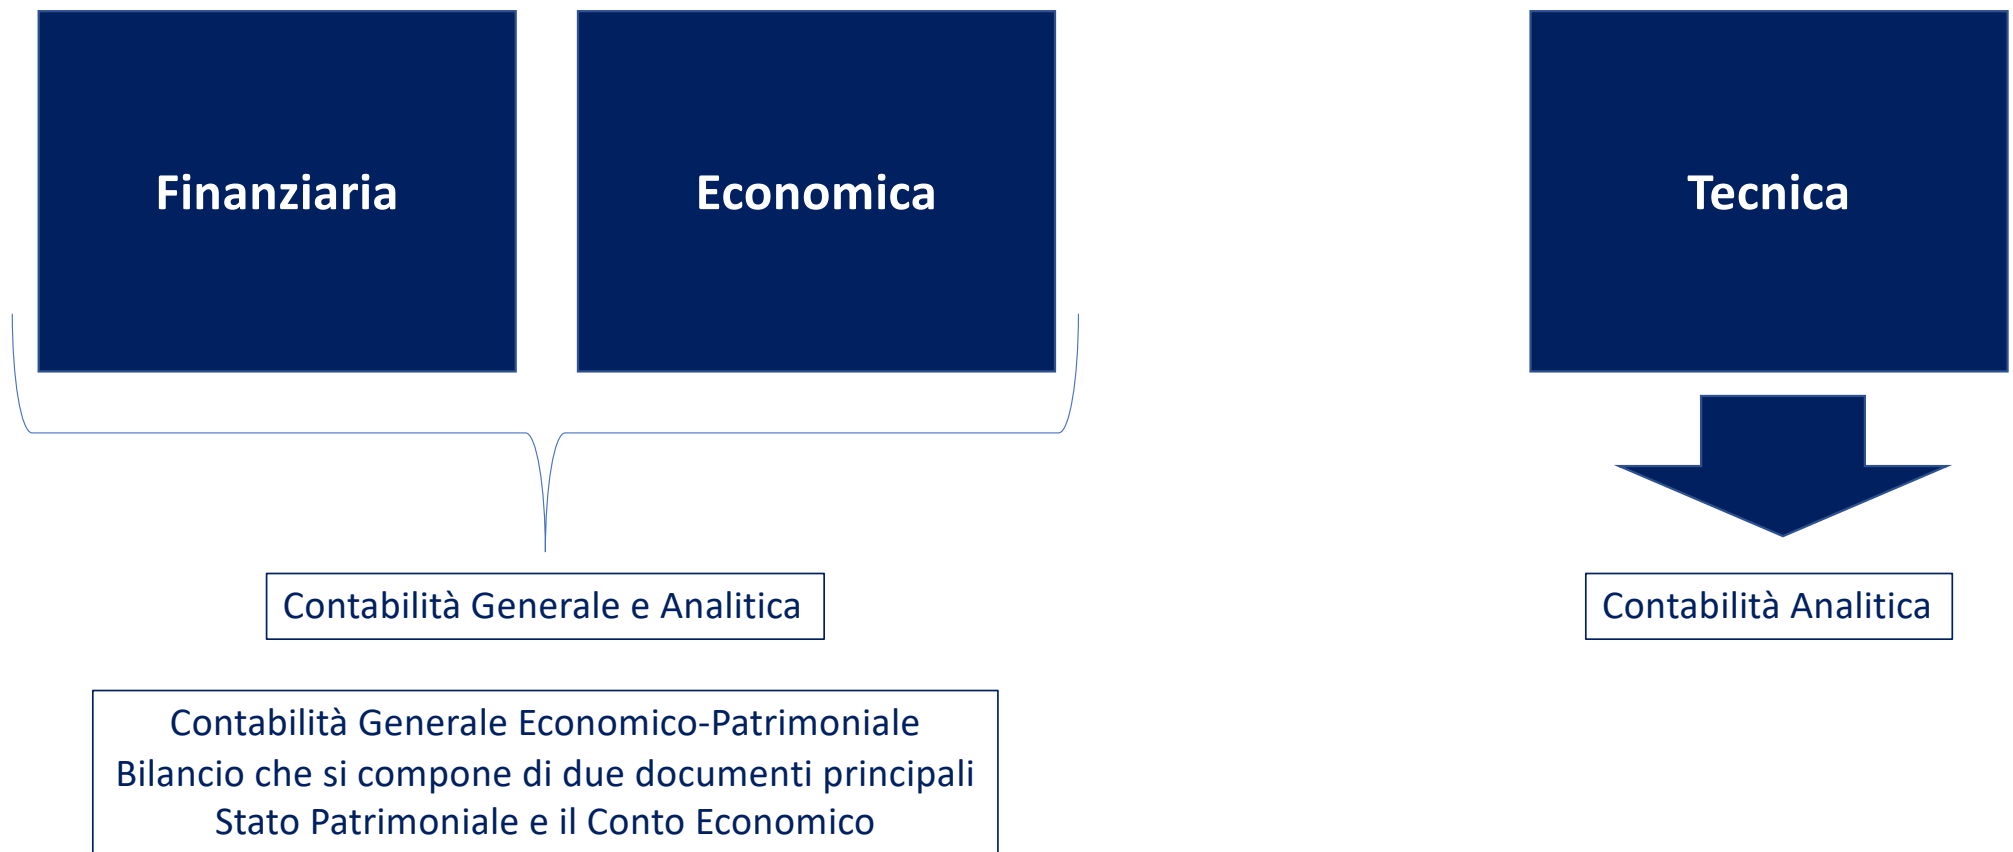 Finanziaria
Economica
Tecnica
Contabilità Generale e Analitica
Contabilità Analitica
Contabilità Generale Economico-Patrimoniale
Bilancio che si compone di due documenti principali
Stato Patrimoniale e il Conto Economico